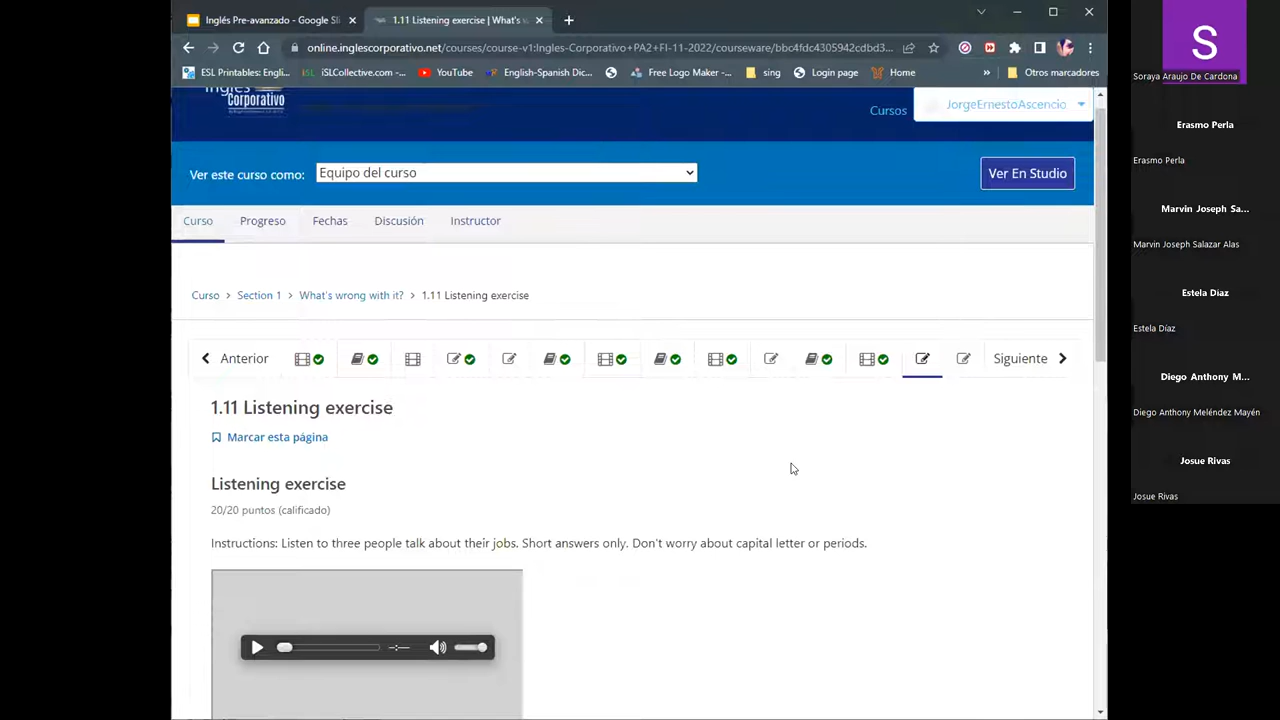 Inglés Pre-avanzado - Google Sli
1.11 Listening exercise | What's w
online.inglescorporativo.net/courses/course-v1:Ingles-Corporativo+PA2+FI-11-2022/courseware/bbc4fdc4305942cdbd3...
ESL Printables: Engli...
iSLCollective.com -...
YouTube
English-Spanish Dic...
Free Logo Maker -...
sing
Login page
Home
»
Otros marcadores
Inglés
Corporativo
Cursos
JorgeErnestoAscencio
Ver este curso como:
Equipo del curso
Ver En Studio
Curso
Progreso
Fechas
Discusión
Instructor
Curso > Section 1 > What's wrong with it? > 1.11 Listening exercise
Anterior
Siguiente
1.11 Listening exercise
Marcar esta página
Listening exercise
20/20 puntos (calificado)
Instructions: Listen to three people talk about their jobs. Short answers only. Don't worry about capital letter or periods.
-:--
S
Soraya Araujo De Cardona
Erasmo Perla
Erasmo Perla
Marvin Joseph Sa...
Marvin Joseph Salazar Alas
Estela Díaz
Estela Díaz
Diego Anthony M...
Diego Anthony Meléndez Mayén
Josue Rivas
Josue Rivas